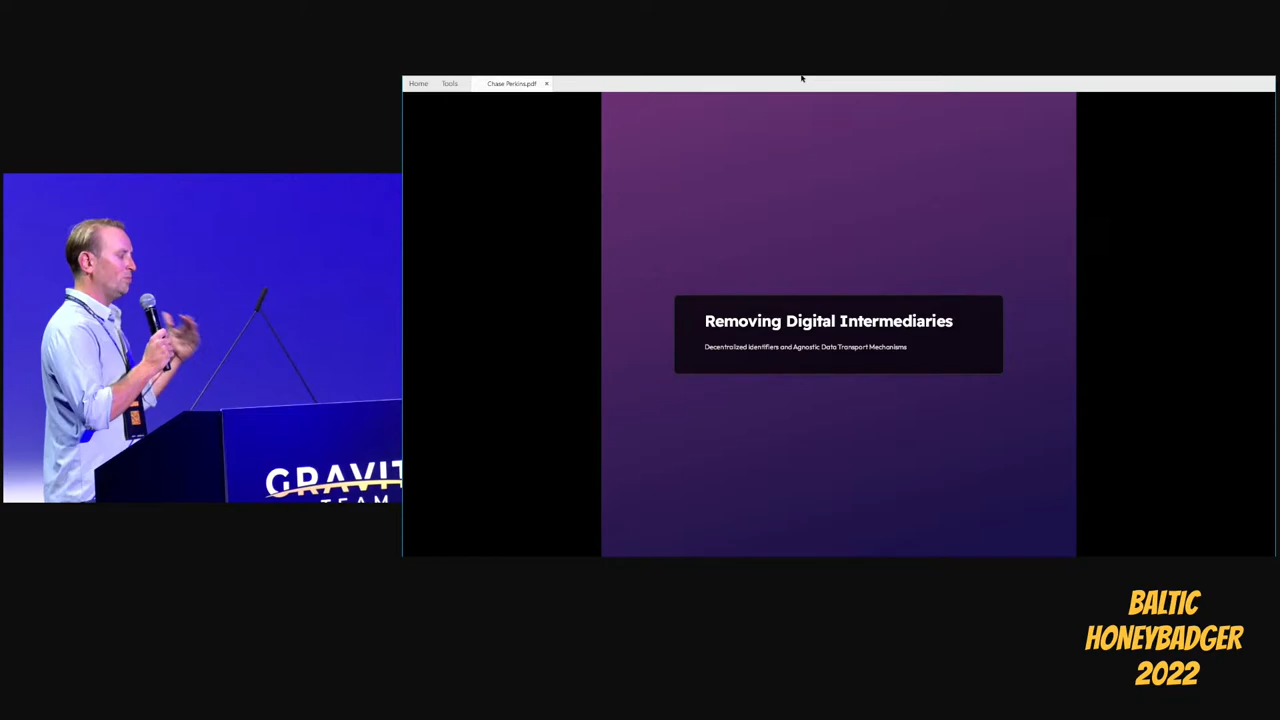 Home Tools Chase Perkins.pdf ×
Removing Digital Intermediaries
Decentralized Identifiers and Agnostic Data Transport Mechanisms
GRAVIT
TEAM
BALTIC
HONEYBADGER
2022